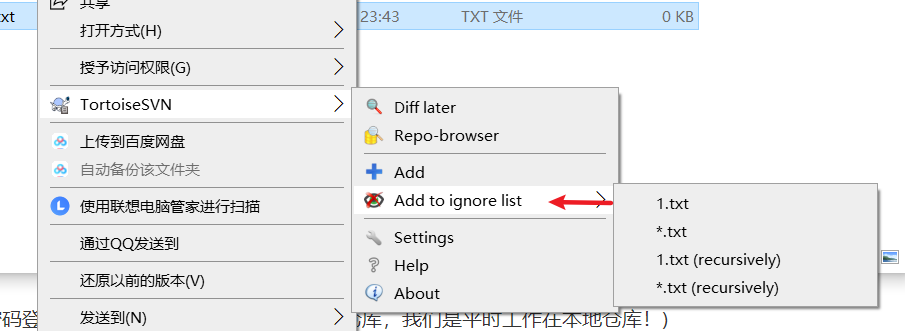 共享
txt
23:43
TXT 文件
0 KB
打开方式(H)
授予访问权限(G)
TortoiseSVN
上传到百度网盘
自动备份该文件夹
使用联想电脑管家进行扫描
通过QQ发送到
还原以前的版本(V)
发送到(N)
Diff later
Repo-browser
Add
Add to ignore list
Settings
Help
About
1.txt
*.txt
1.txt (recursively)
*.txt (recursively)
码登
库，我们是平时工作在本地仓库！)